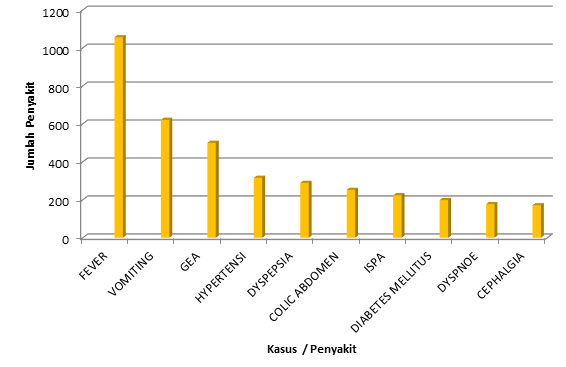 1200
1000
800
600
400
200
0
Jumlah Penyakit
FEVER
VOMITING
GEA
HYPERTENSI
DYSPEPSIA
COLIC ABDOMEN
ISPA
DIABETES MELLITUS
DYSPNOE
CEPHALGIA
Kasus / Penyakit